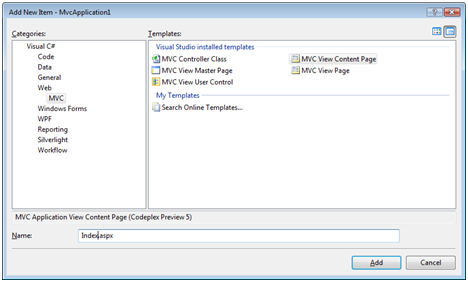 Add New Item - MvcApplication1
Categories:
Templates:
Visual C#
Code
Data
General
Web
MVC
Windows Forms
WPF
Reporting
Silverlight
Workflow
Visual Studio installed templates
MVC Controller Class
MVC View Content Page
MVC View Master Page
MVC View Page
MVC View User Control
My Templates
Search Online Templates...
MVC Application View Content Page (Codeplex Preview 5)
Name:
Index.aspx
Add
Cancel